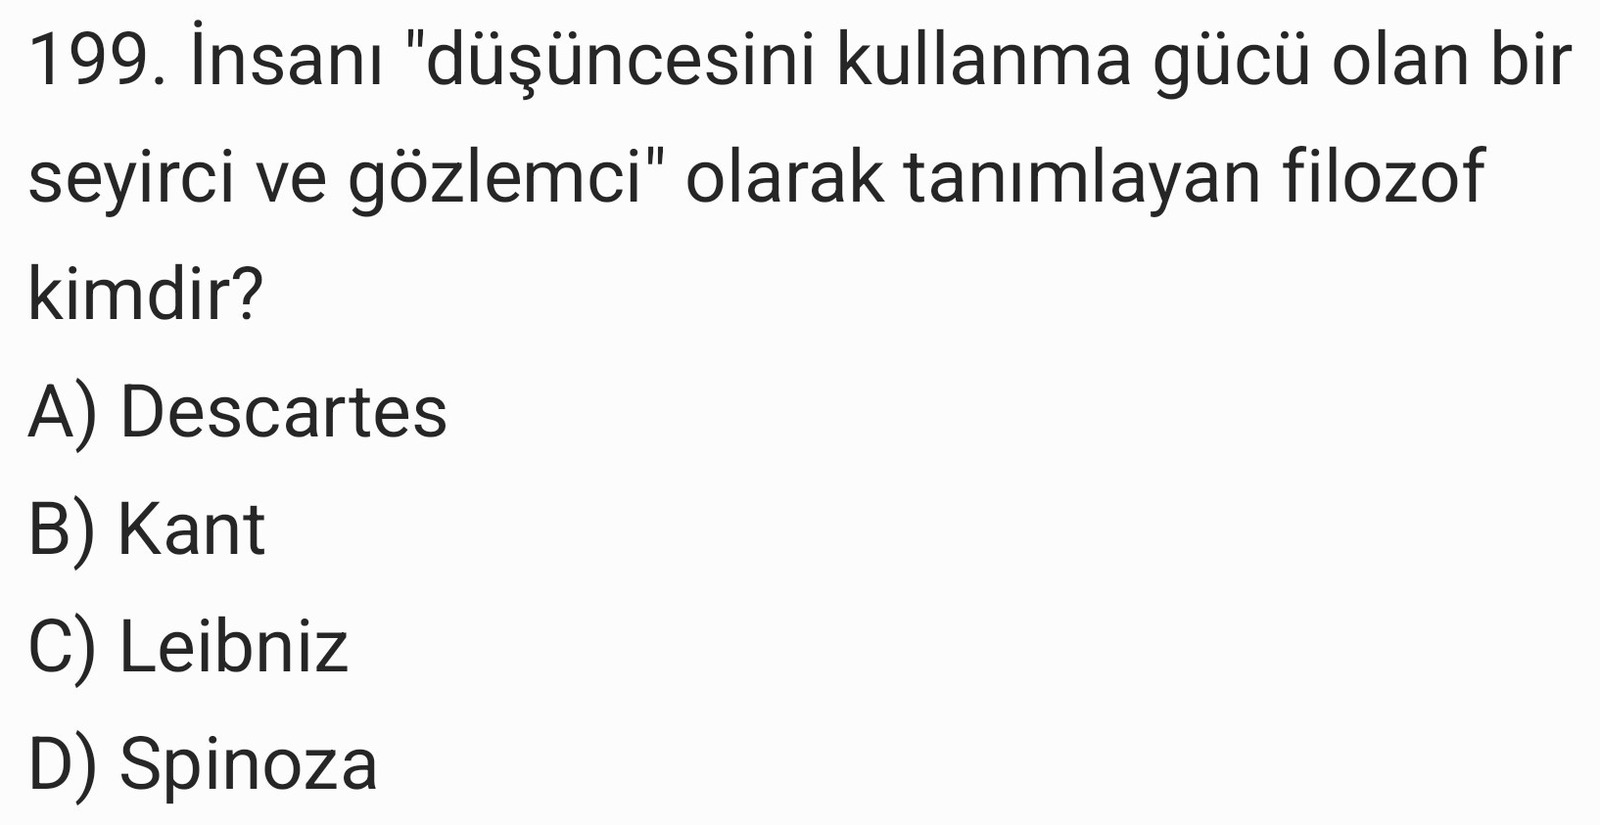 199. İnsanı "düşüncesini kullanma gücü olan bir
seyirci ve gözlemci" olarak tanımlayan filozof
kimdir?
A) Descartes
B) Kant
C) Leibniz
D) Spinoza